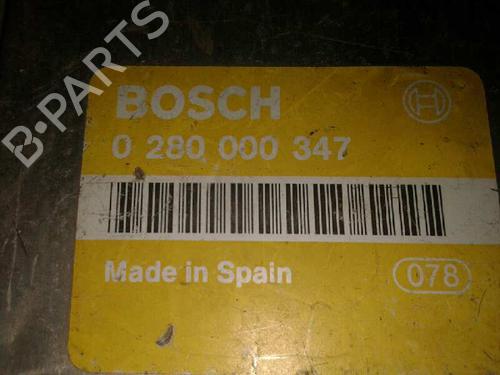 B-PARTS
BOSCH
0 280 000 347
Made in Spain
078